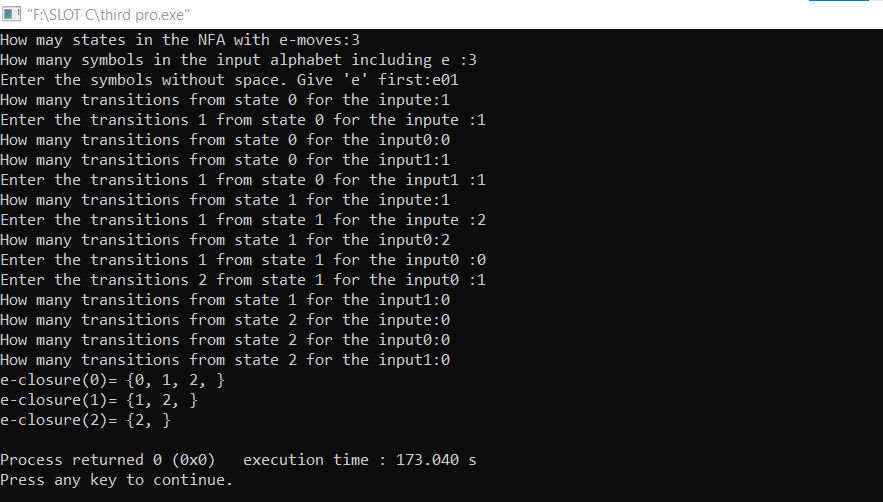 "F:\SLOT C\third pro.exe"
How may states in the NFA with e-moves:3
How many symbols in the input alphabet including e :3
Enter the symbols without space. Give 'e' first:e01
How many transitions from state 0 for the inpute:1
Enter the transitions 1 from state 0 for the inpute :1
How many transitions from state 0 for the input0:0
How many transitions from state 0 for the input1:1
Enter the transitions 1 from state 0 for the input1 :1
How many transitions from state 1 for the inpute:1
Enter the transitions 1 from state 1 for the inpute :2
How many transitions from state 1 for the input0:2
Enter the transitions 1 from state 1 for the input0 :0
Enter the transitions 2 from state 1 for the input0 :1
How many transitions from state 1 for the input1:0
How many transitions from state 2 for the inpute:0
How many transitions from state 2 for the input0:0
How many transitions from state 2 for the input1:0
e-closure(0)= {0, 1, 2, }
e-closure(1)= {1, 2, }
e-closure(2)= {2, }
Process returned 0 (0x0)   execution time : 173.040 s
Press any key to continue.